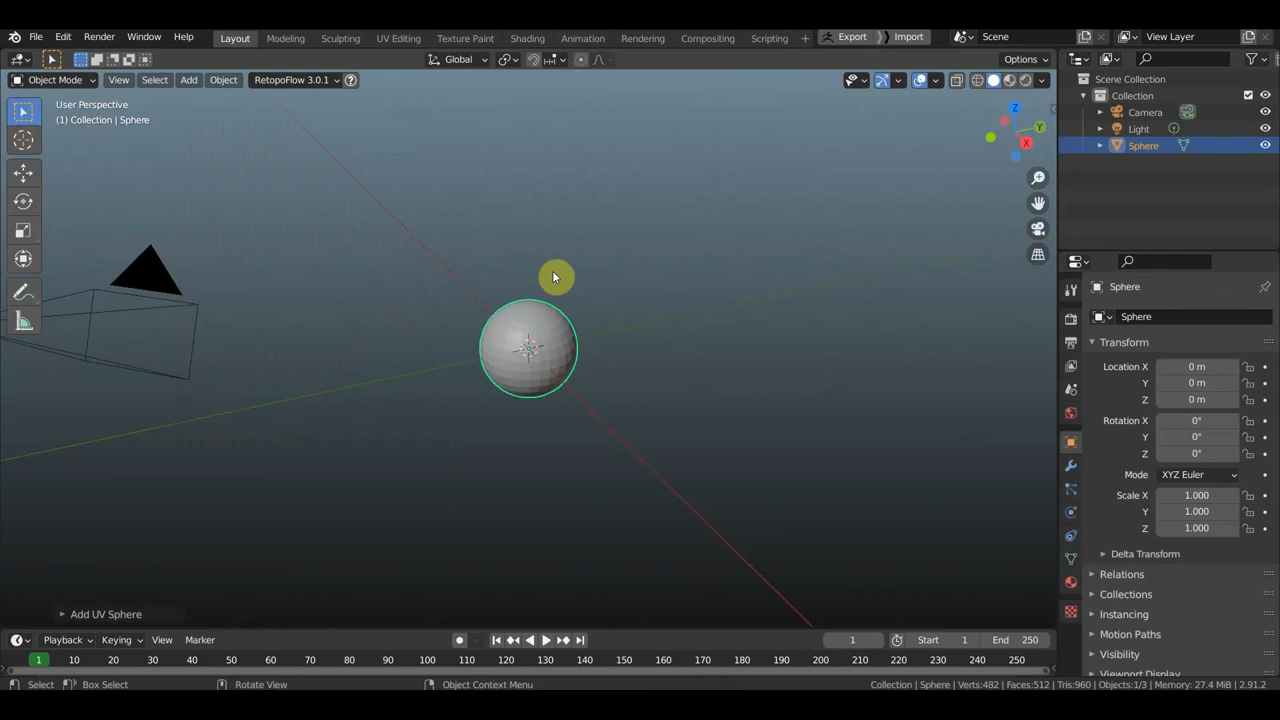 File Edit Render Window Help Layout Modeling Sculpting UV Editing Texture Paint Shading Animation Rendering Compositing Scripting + Export Import Scene View Layer
Global Options
Object Mode View Select Add Object RetopoFlow 3.0.1
User Perspective
(1) Collection | Sphere
Z
Y
X
Scene Collection
Collection
Camera
Light
Sphere
Sphere
Sphere
Transform
Location X 0 m
Y 0 m
Z 0 m
Rotation X 0°
Y 0°
Z 0°
Mode XYZ Euler
Scale X 1.000
Y 1.000
Z 1.000
Delta Transform
Relations
Collections
Instancing
Motion Paths
Visibility
Viewport Display
Add UV Sphere
Playback Keying View Marker 1 Start 1 End 250
1 10 20 30 40 50 60 70 80 90 100 110 120 130 140 150 160 170 180 190 200 210 220 230 240 250
Select Box Select Rotate View Object Context Menu Collection | Sphere | Verts:482 | Faces:512 | Tris:960 | Objects:1/3 | Memory: 27.4 MiB | 2.91.2